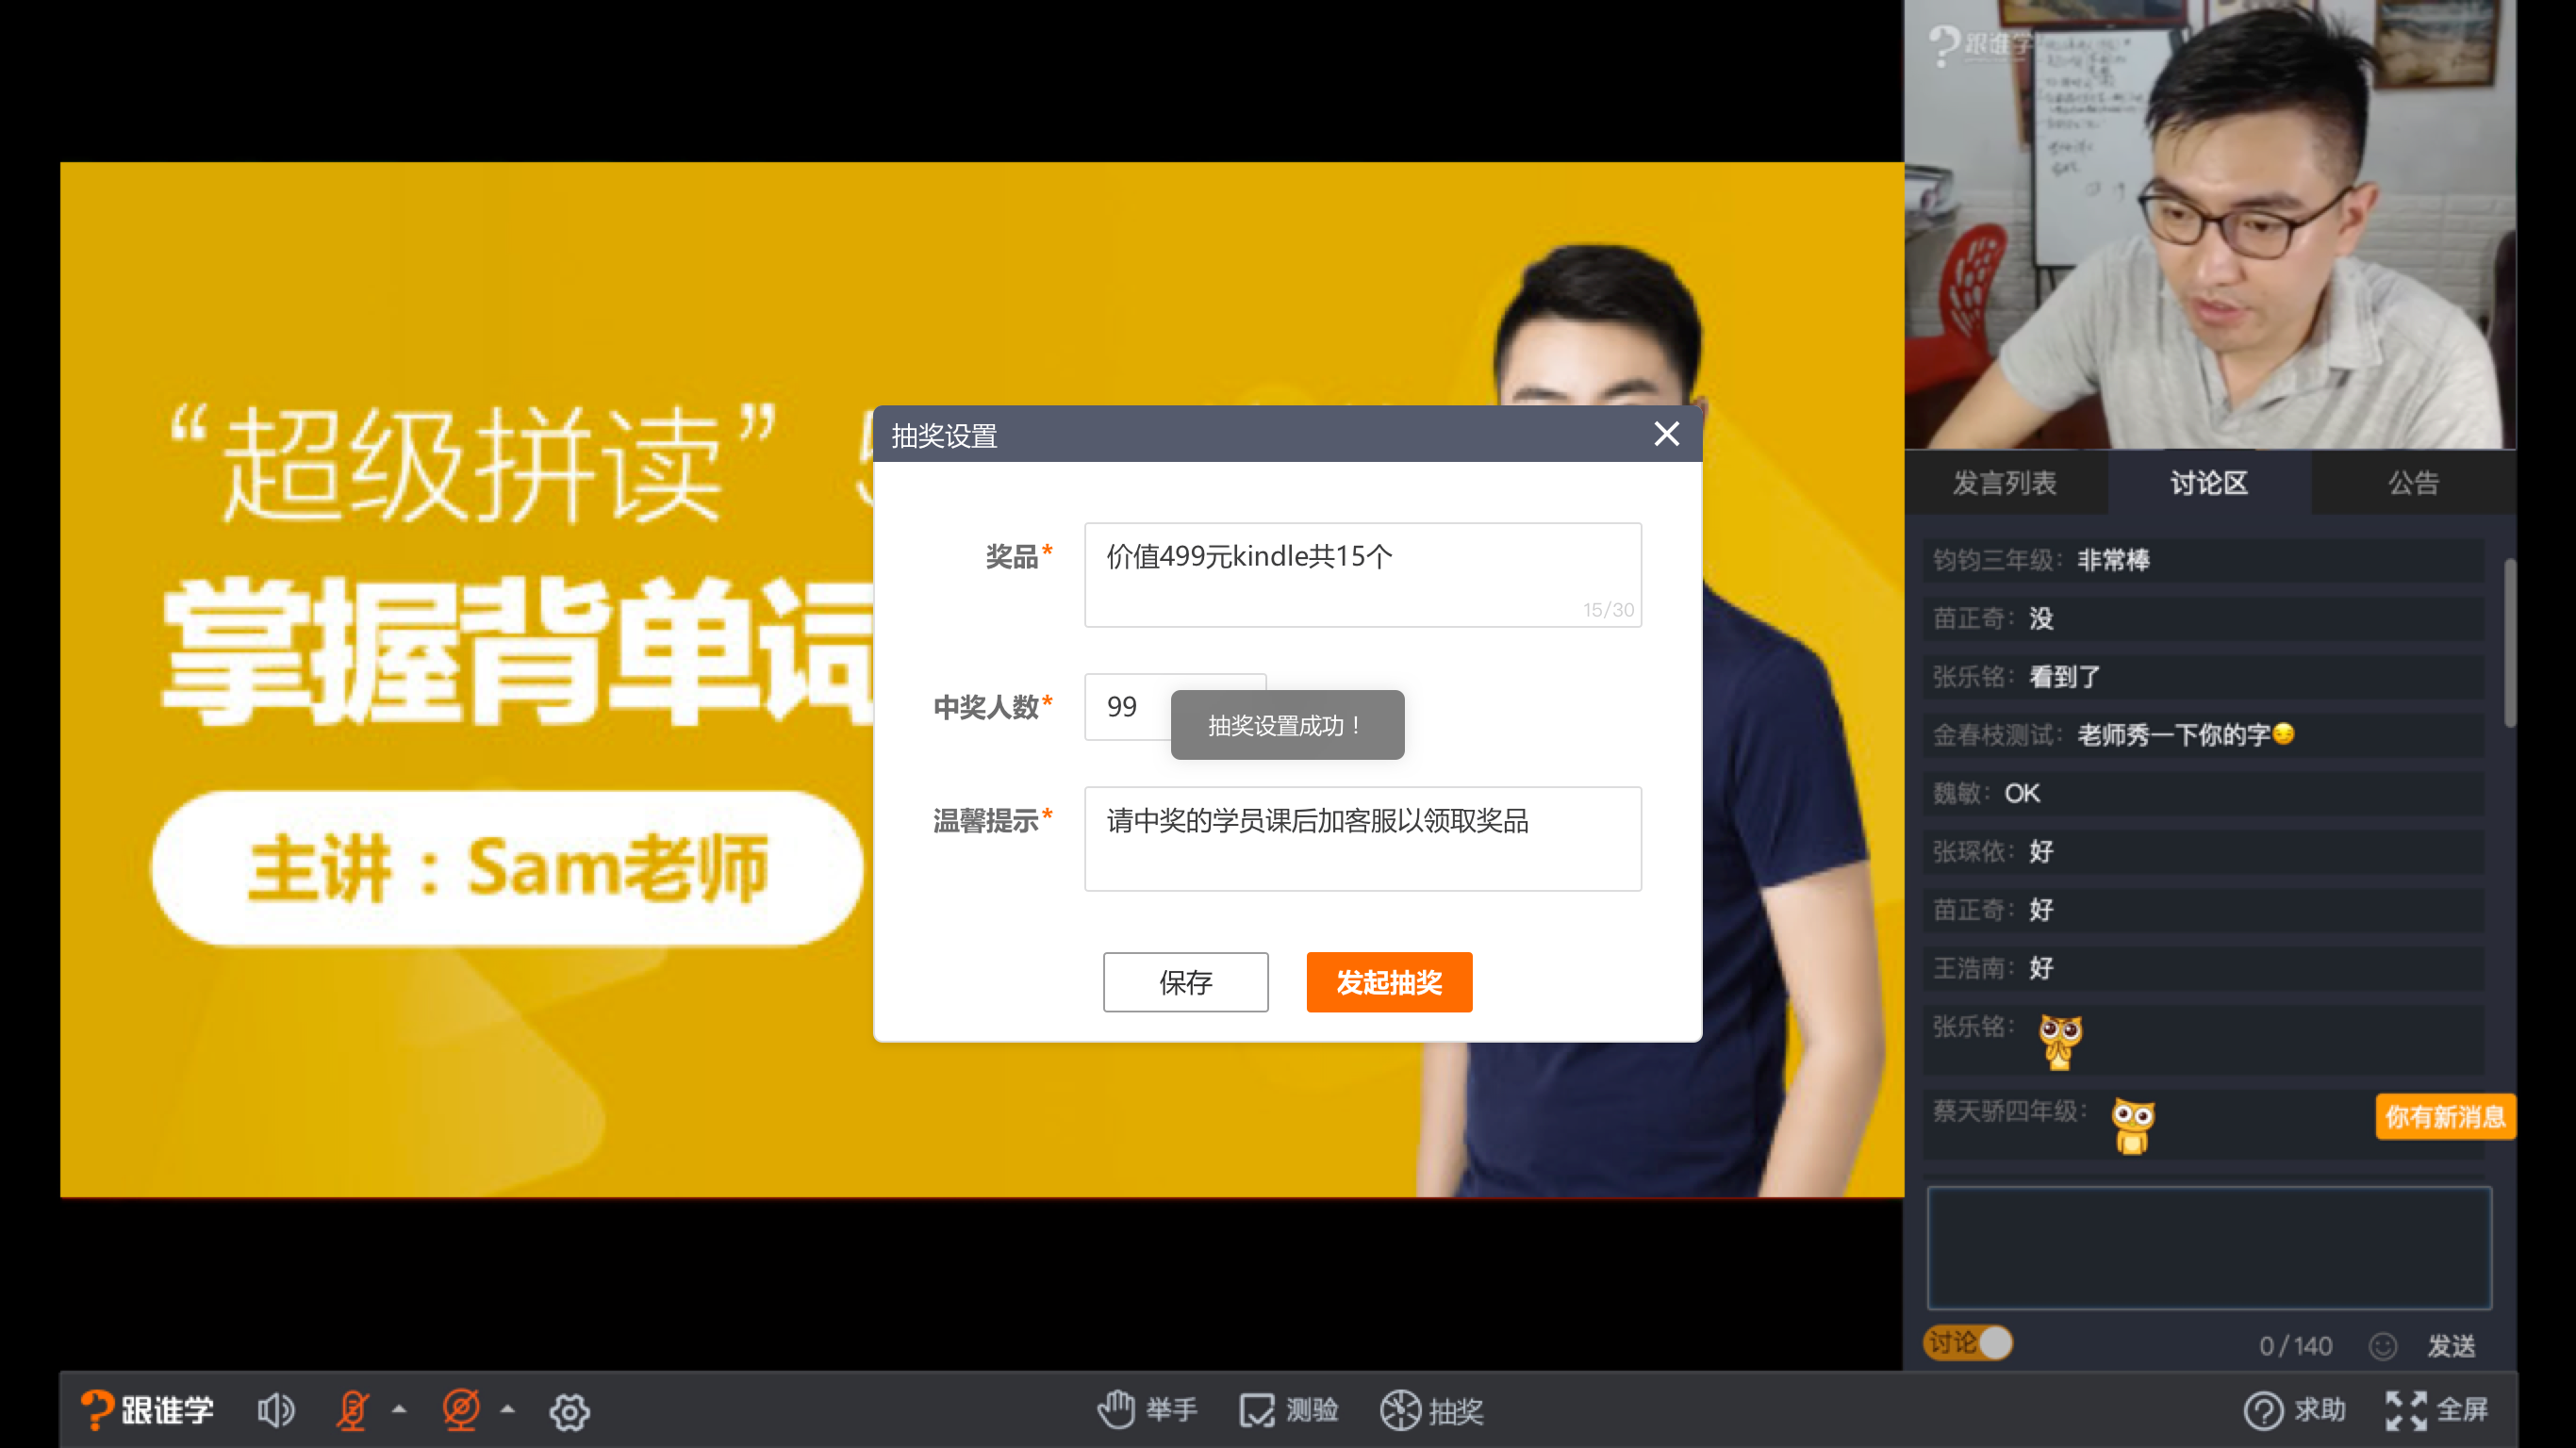 跟谁学
“超级拼读”
掌握背单词
主讲：Sam老师
抽奖设置
奖品*
价值499元kindle共15个
15/30
中奖人数*
99
抽奖设置成功！
温馨提示*
请中奖的学员课后加客服以领取奖品
保存
发起抽奖
发言列表
讨论区
公告
钧钧三年级：非常棒
苗正奇：没
张乐铭：看到了
金春枝测试：老师秀一下你的字
魏敏：OK
张琛依：好
苗正奇：好
王浩南：好
张乐铭：
蔡天骄四年级：
你有新消息
讨论
0/140
发送
跟谁学
举手
测验
抽奖
求助
全屏